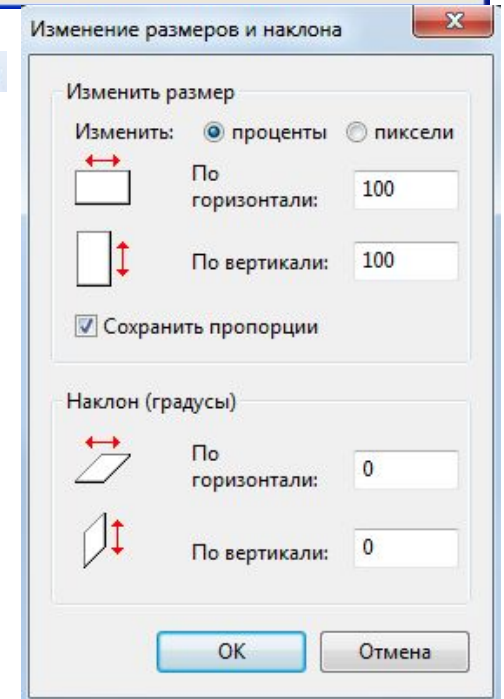 Изменение размеров и наклона
Изменить размер
Изменить: проценты пиксели
По
горизонтали: 100
По вертикали: 100
Сохранить пропорции
Наклон (градусы)
По
горизонтали: 0
По вертикали: 0
ОК Отмена